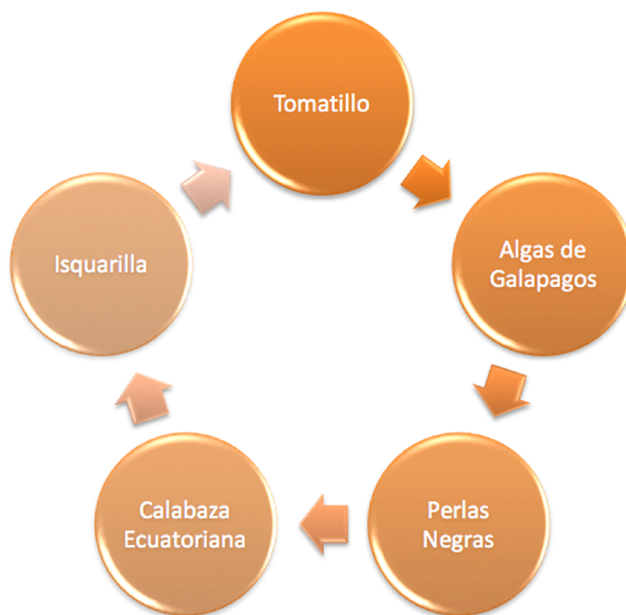 Tomatillo
Algas de
Galapagos
Perlas
Negras
Calabaza
Ecuatoriana
Isquarilla